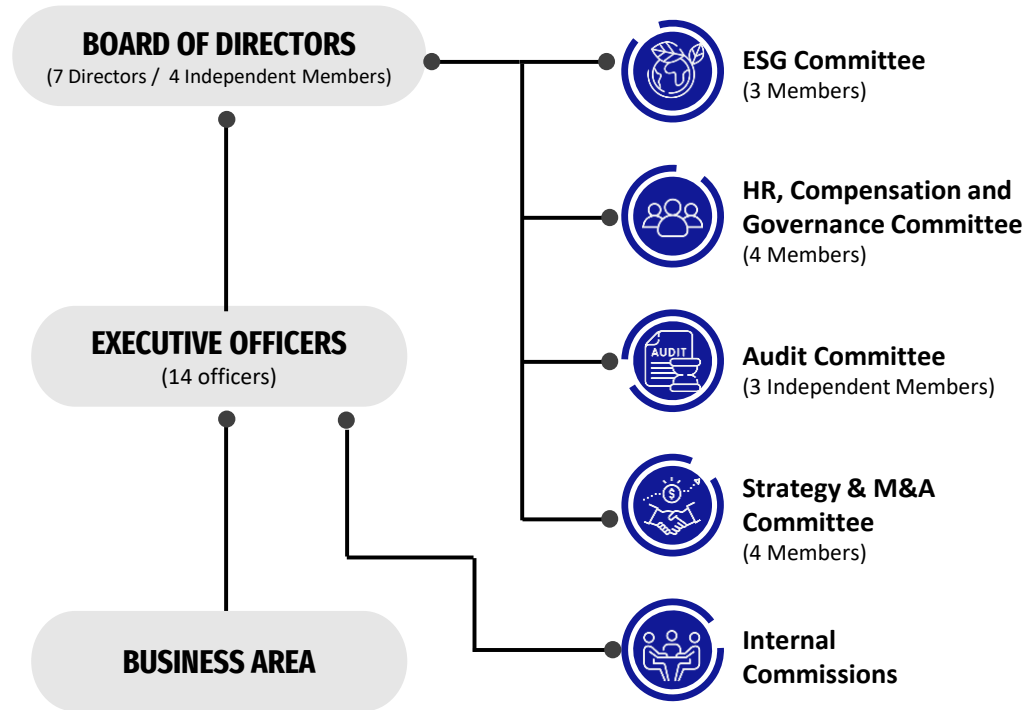 BOARD OF DIRECTORS
(7 Directors / 4 Independent Members)
ESG Committee
(3 Members)
HR, Compensation and
Governance Committee
(4 Members)
EXECUTIVE OFFICERS
(14 officers)
AUDIT
Audit Committee
(3 Independent Members)
$
Strategy & M&A
Committee
(4 Members)
BUSINESS AREA
Internal
Commissions